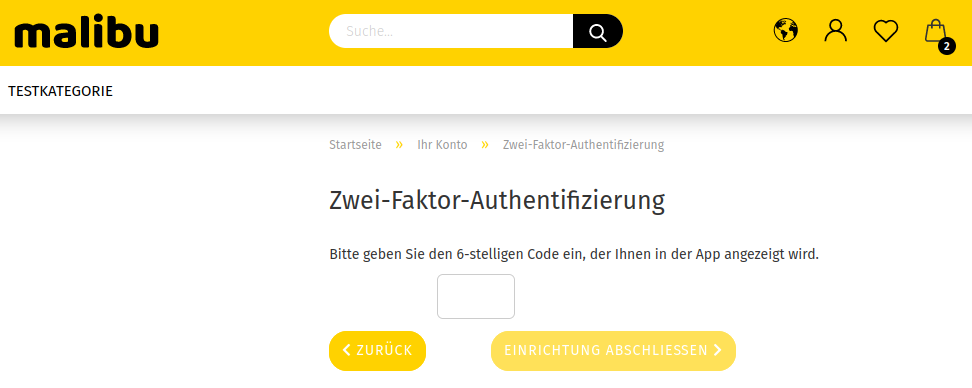 malibu
Suche...
2
TESTKATEGORIE
Startseite » Ihr Konto » Zwei-Faktor-Authentifizierung
Zwei-Faktor-Authentifizierung
Bitte geben Sie den 6-stelligen Code ein, der Ihnen in der App angezeigt wird.
ZURÜCK
EINRICHTUNG ABSCHLIESSEN